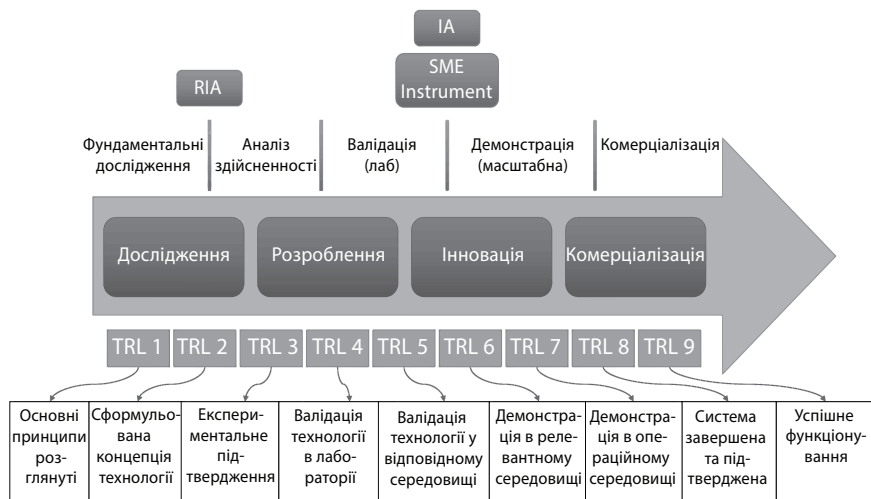 IA
SME
Instrument
RIA
Фундаментальні
дослідження
Аналіз
здійсненності
Валідація
(лаб)
Демонстрація
(масштабна)
Комерціалізація
Дослідження
Розроблення
Інновація
Комерціалізація
TRL 1
TRL 2
TRL 3
TRL 4
TRL 5
TRL 6
TRL 7
TRL 8
TRL 9
Основні
принципи
роз-
глянуті
Сформульо-
вана
концепція
технології
Експери-
ментальне
під-
твердження
Валідація
технології
в лабо-
раторії
Валідація
технології у
відповідному
середовищі
Демонстра-
ція в реле-
вантному
середовищі
Демонстра-
ція в опе-
раційному
середовищі
Система
завершена
та під-
тверджена
Успішне
функціону-
вання